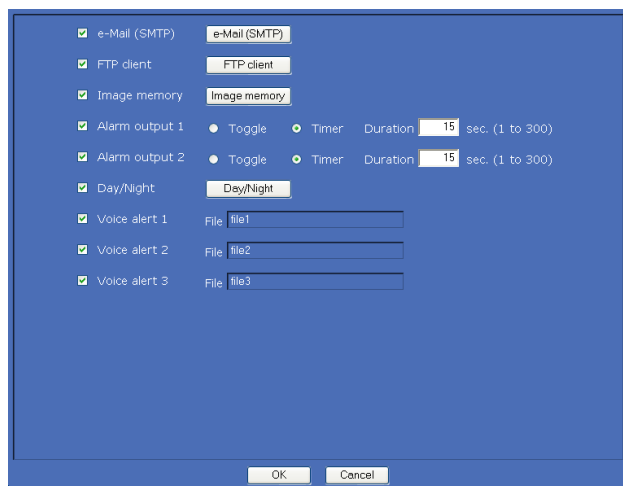 e-Mail (SMTP) e-Mail (SMTP)
FTP client FTP client
Image memory Image memory
Alarm output 1 Toggle Timer Duration 15 sec. (1 to 300)
Alarm output 2 Toggle Timer Duration 15 sec. (1 to 300)
Day/Night Day/Night
Voice alert 1 File file1
Voice alert 2 File file2
Voice alert 3 File file3
OK Cancel